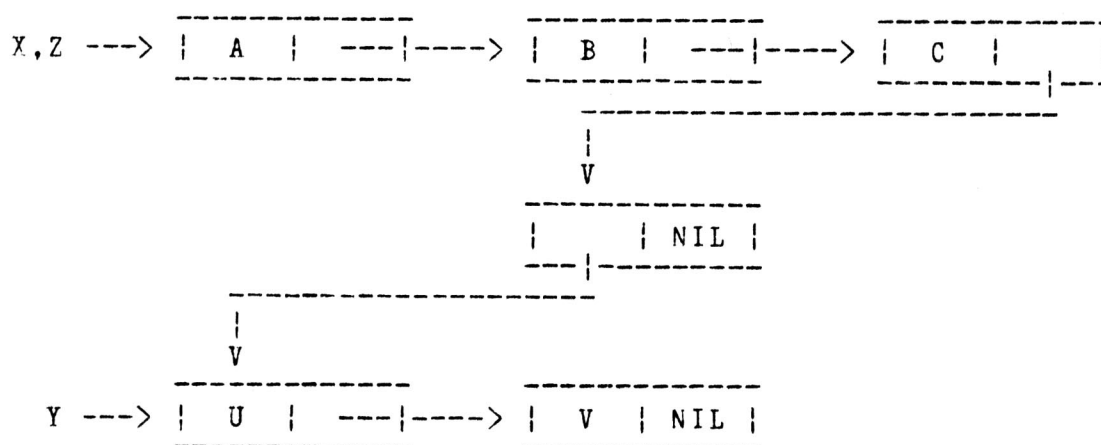 X,Z ---> | A | ---|----> | B | ---|----> | C |
V
| | NIL |
V
Y ---> | U | ---|----> | V | NIL |